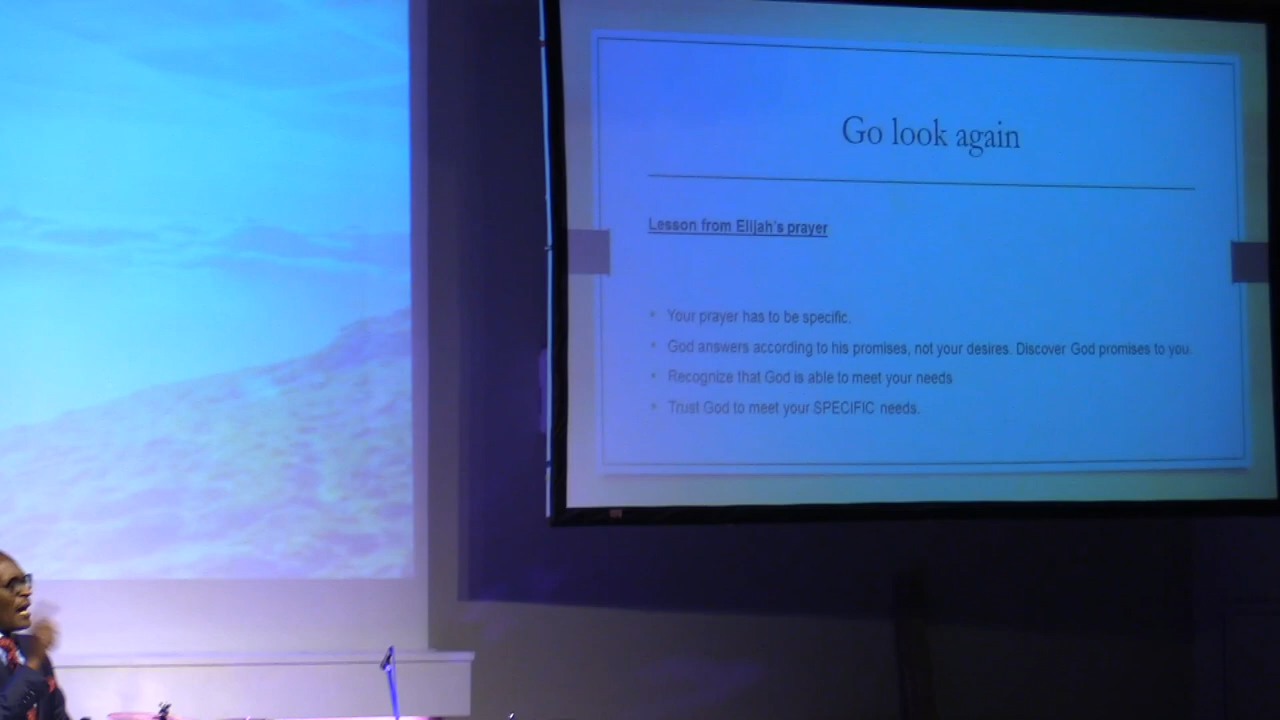 Go look again
Lesson from Elijah's prayer
• Your prayer has to be specific.
• God answers according to his promises, not your desires. Discover God promises to you.
• Recognize that God is able to meet your needs
• Trust God to meet your SPECIFIC needs.